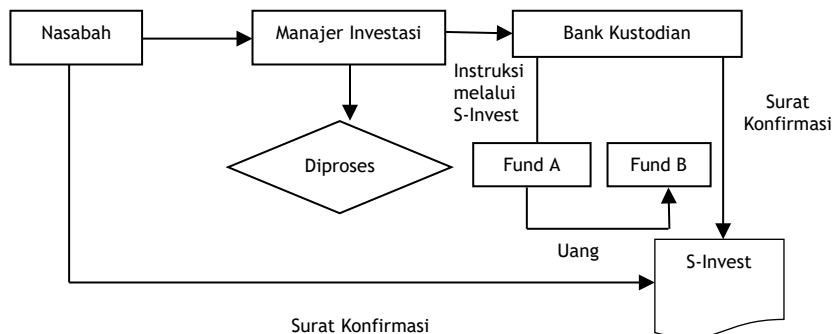 Nasabah
Manajer Investasi
Bank Kustodian
Instruksi
melalui
S-Invest
Surat
Konfirmasi
Diproses
Fund A
Fund B
Uang
S-Invest
Surat Konfirmasi